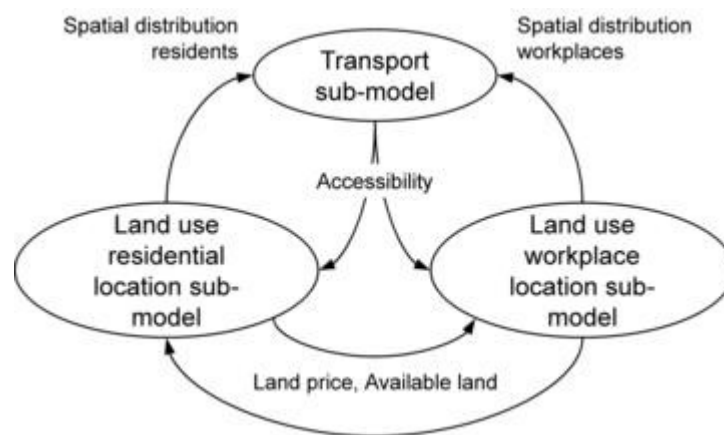 Spatial distribution
residents
Spatial distribution
workplaces
Transport
sub-model
Accessibility
Land use
residential
location sub-
model
Land use
workplace
location sub-
model
Land price, Available land